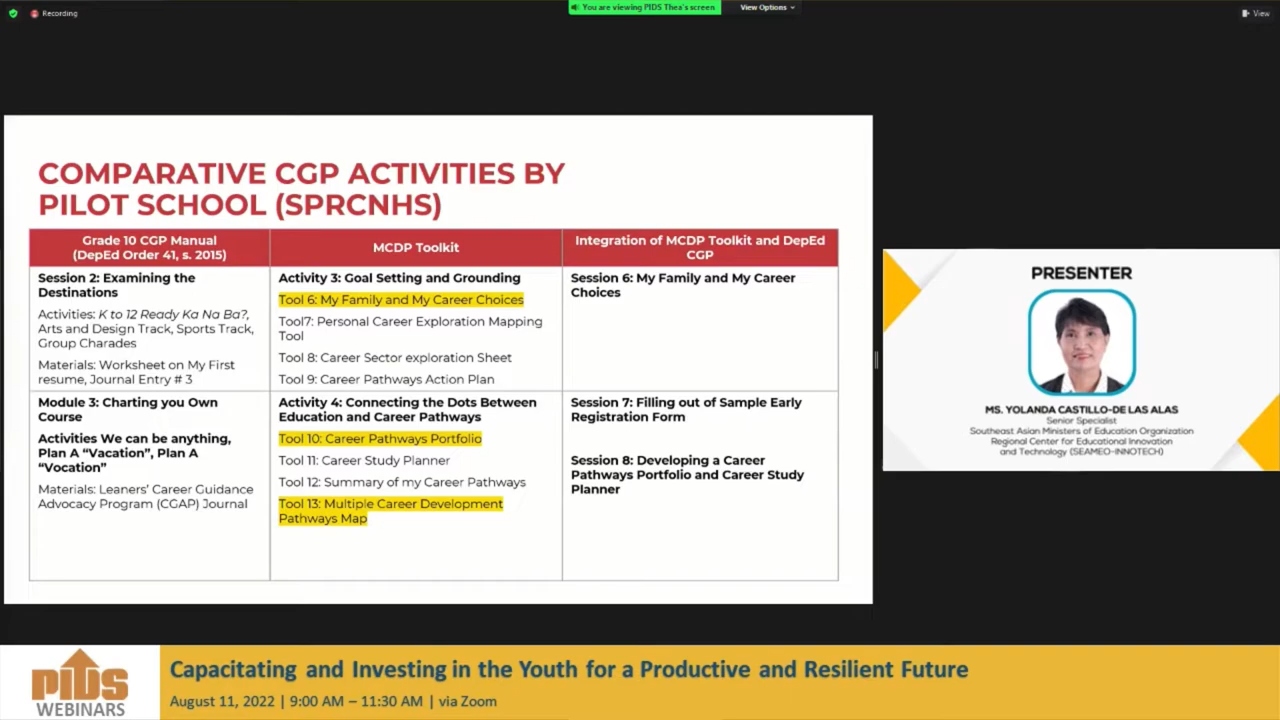 Recording
You are viewing PIDS Thea's screen
View Options
View
COMPARATIVE CGP ACTIVITIES BY
PILOT SCHOOL (SPRCNHS)
Grade 10 CGP Manual
(DepEd Order 41, s. 2015)
MCDP Toolkit
Integration of MCDP Toolkit and DepEd
CGP
Session 2: Examining the
Destinations
Activities: K to 12 Ready Ka Na Ba?,
Arts and Design Track, Sports Track,
Group Charades
Materials: Worksheet on My First
resume, Journal Entry # 3
Activity 3: Goal Setting and Grounding
Tool 6: My Family and My Career Choices
Tool7: Personal Career Exploration Mapping
Tool
Tool 8: Career Sector exploration Sheet
Tool 9: Career Pathways Action Plan
Session 6: My Family and My Career
Choices
Module 3: Charting you Own
Course
Activities We can be anything,
Plan A “Vacation”, Plan A
“Vocation”
Materials: Leaners’ Career Guidance
Advocacy Program (CGAP) Journal
Activity 4: Connecting the Dots Between
Education and Career Pathways
Tool 10: Career Pathways Portfolio
Tool 11: Career Study Planner
Tool 12: Summary of my Career Pathways
Tool 13: Multiple Career Development
Pathways Map
Session 7: Filling out of Sample Early
Registration Form
Session 8: Developing a Career
Pathways Portfolio and Career Study
Planner
PRESENTER
MS. YOLANDA CASTILLO-DE LAS ALAS
Senior Specialist
Southeast Asian Ministers of Education Organization
Regional Center for Educational Innovation
and Technology (SEAMEO-INNOTECH)
PIDS
WEBINARS
Capacitating and Investing in the Youth for a Productive and Resilient Future
August 11, 2022 | 9:00 AM – 11:30 AM | via Zoom